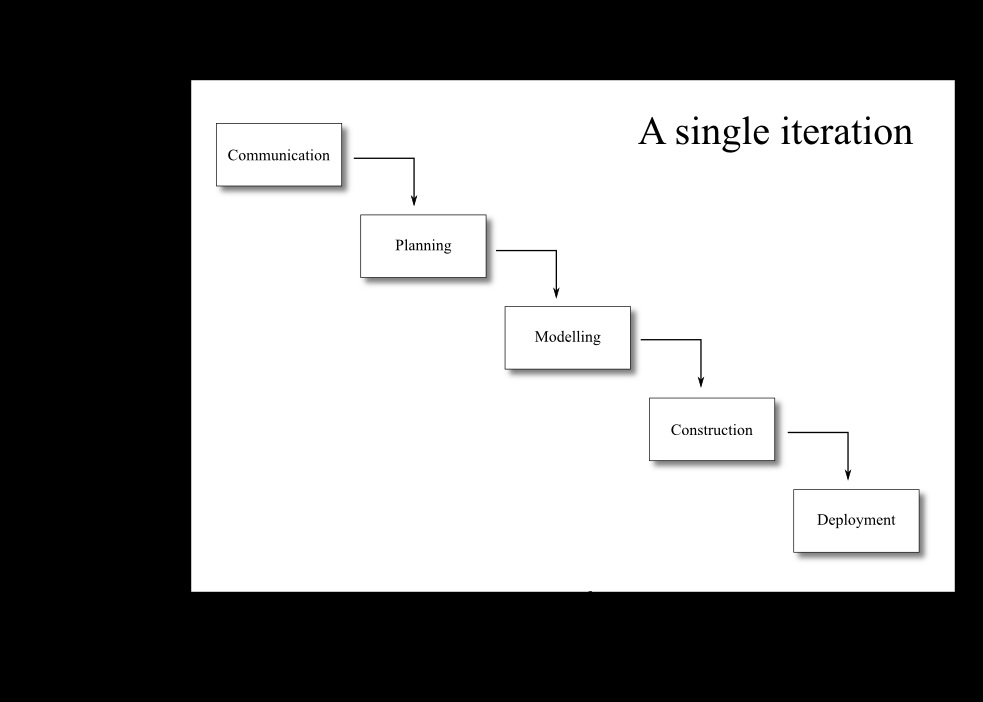 A single iteration
Communication
Planning
Modelling
Construction
Deployment